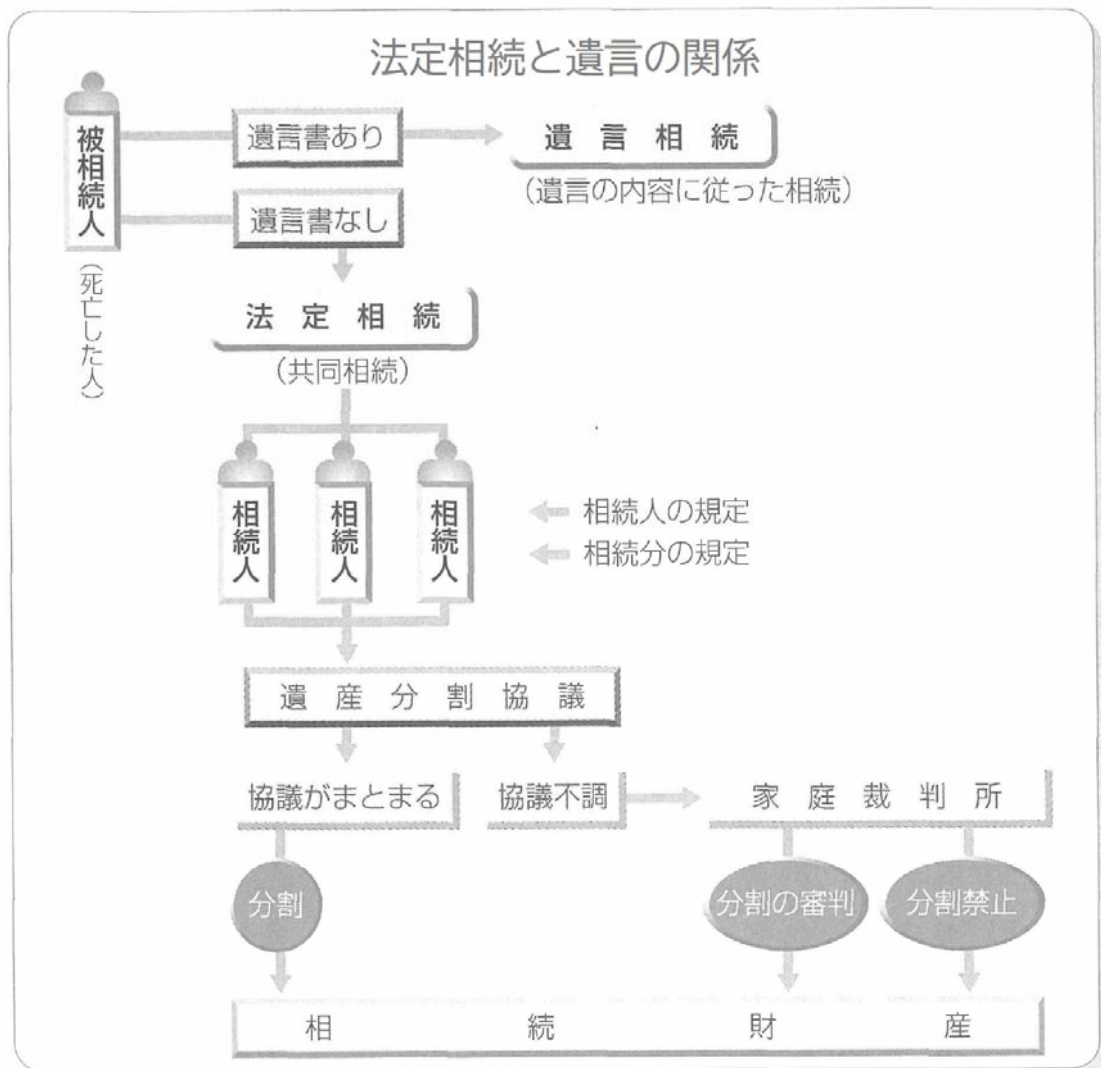 法定相続と遺言の関係
被相続人
(死亡した人)
遺言書あり
遺言相続
(遺言の内容に従った相続)
遺言書なし
法定相続
(共同相続)
相続人
相続人
相続人
相続人の規定
相続分の規定
遺産分割協議
協議がまとまる
協議不調
家庭裁判所
分割
分割の審判
分割禁止
相続財産